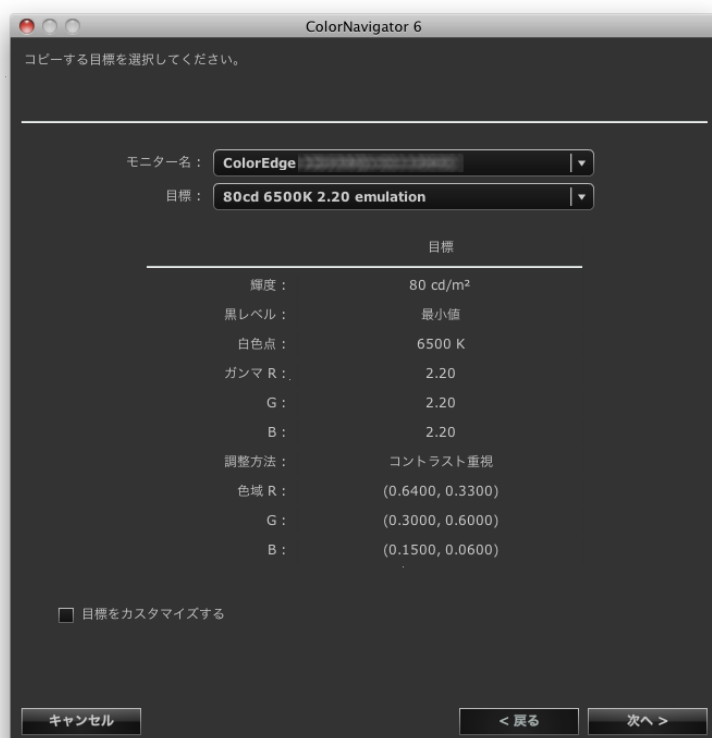 ColorNavigator 6
コピーする目標を選択してください。
モニター名： ColorEdge
目標： 80cd 6500K 2.20 emulation
目標
輝度： 80 cd/m²
黒レベル： 最小値
白色点： 6500 K
ガンマ R： 2.20
G： 2.20
B： 2.20
調整方法： コントラスト重視
色域 R： (0.6400, 0.3300)
G： (0.3000, 0.6000)
B： (0.1500, 0.0600)
目標をカスタマイズする
キャンセル < 戻る 次へ >